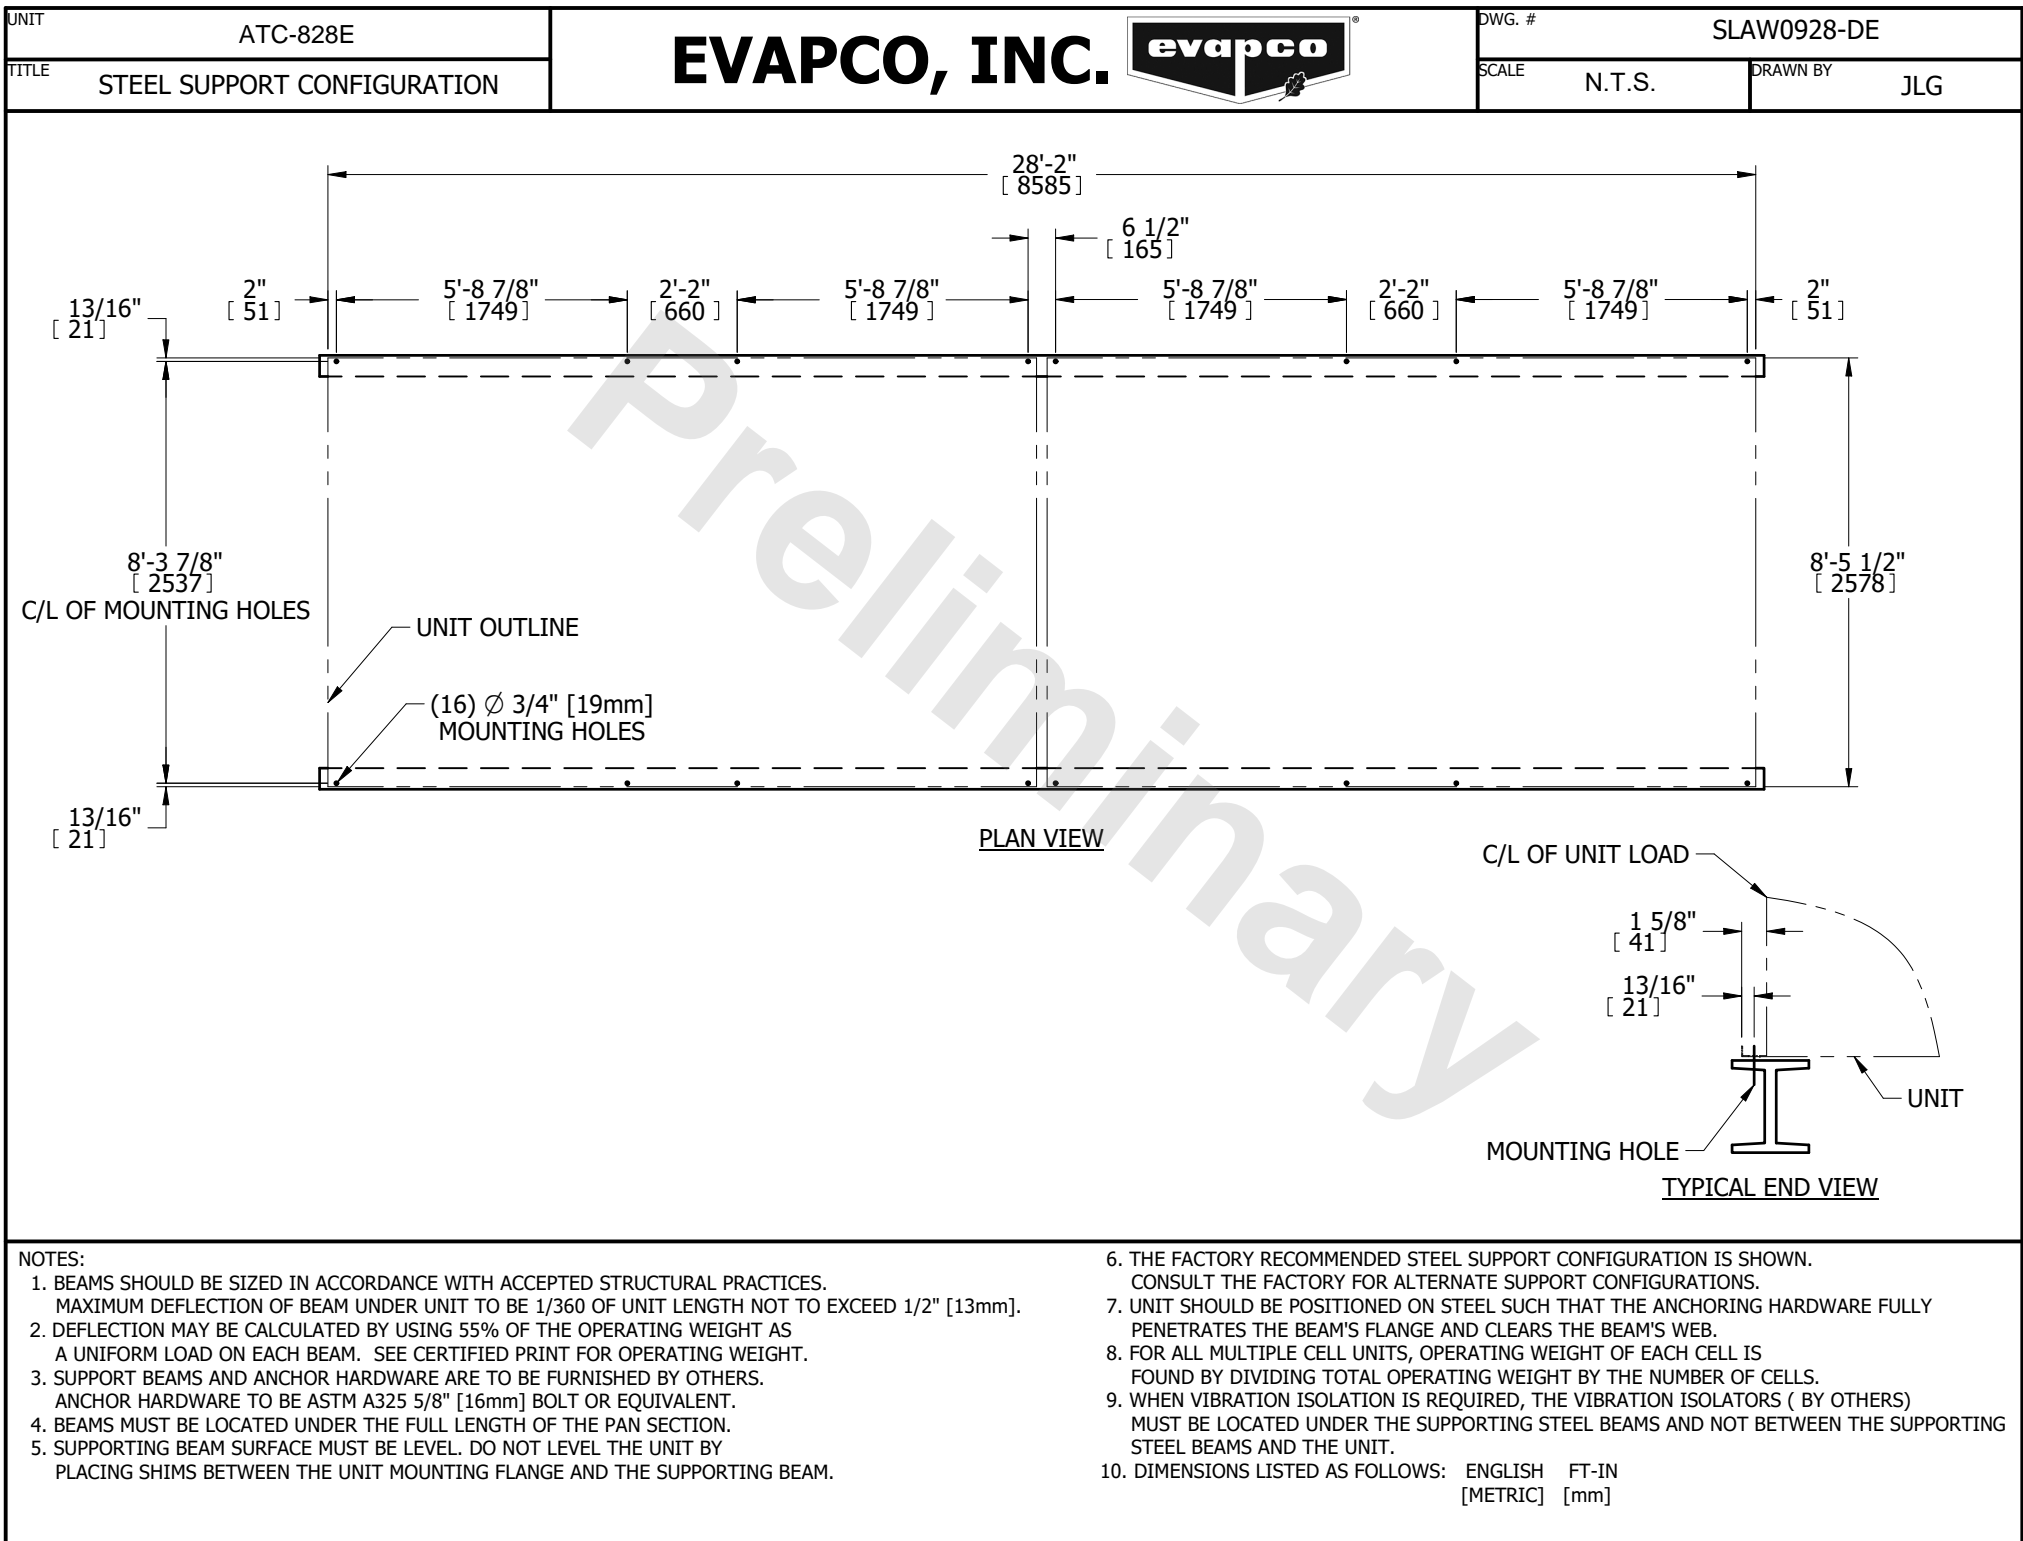 UNIT
ATC-828E
TITLE
STEEL SUPPORT CONFIGURATION
EVAPCO, INC.
evapco
®
DWG. #
SLAW0928-DE
SCALE
N.T.S.
DRAWN BY
JLG
28'-2"
[ 8585]
6 1/2"
[ 165]
13/16"
[ 21]
2"
[ 51]
5'-8 7/8"
[ 1749]
2'-2"
[ 660 ]
5'-8 7/8"
[ 1749 ]
5'-8 7/8"
[ 1749 ]
2'-2"
[ 660 ]
5'-8 7/8"
[ 1749]
2"
[ 51]
8'-3 7/8"
[ 2537]
C/L OF MOUNTING HOLES
8'-5 1/2"
[ 2578]
UNIT OUTLINE
(16) ∅ 3/4" [19mm]
MOUNTING HOLES
13/16"
[ 21]
PLAN VIEW
Preliminary
C/L OF UNIT LOAD
1 5/8"
[ 41]
13/16"
[ 21]
UNIT
MOUNTING HOLE
TYPICAL END VIEW
NOTES:
1. BEAMS SHOULD BE SIZED IN ACCORDANCE WITH ACCEPTED STRUCTURAL PRACTICES.
MAXIMUM DEFLECTION OF BEAM UNDER UNIT TO BE 1/360 OF UNIT LENGTH NOT TO EXCEED 1/2" [13mm].
2. DEFLECTION MAY BE CALCULATED BY USING 55% OF THE OPERATING WEIGHT AS
A UNIFORM LOAD ON EACH BEAM. SEE CERTIFIED PRINT FOR OPERATING WEIGHT.
3. SUPPORT BEAMS AND ANCHOR HARDWARE ARE TO BE FURNISHED BY OTHERS.
ANCHOR HARDWARE TO BE ASTM A325 5/8" [16mm] BOLT OR EQUIVALENT.
4. BEAMS MUST BE LOCATED UNDER THE FULL LENGTH OF THE PAN SECTION.
5. SUPPORTING BEAM SURFACE MUST BE LEVEL. DO NOT LEVEL THE UNIT BY
PLACING SHIMS BETWEEN THE UNIT MOUNTING FLANGE AND THE SUPPORTING BEAM.
6. THE FACTORY RECOMMENDED STEEL SUPPORT CONFIGURATION IS SHOWN.
CONSULT THE FACTORY FOR ALTERNATE SUPPORT CONFIGURATIONS.
7. UNIT SHOULD BE POSITIONED ON STEEL SUCH THAT THE ANCHORING HARDWARE FULLY
PENETRATES THE BEAM'S FLANGE AND CLEARS THE BEAM'S WEB.
8. FOR ALL MULTIPLE CELL UNITS, OPERATING WEIGHT OF EACH CELL IS
FOUND BY DIVIDING TOTAL OPERATING WEIGHT BY THE NUMBER OF CELLS.
9. WHEN VIBRATION ISOLATION IS REQUIRED, THE VIBRATION ISOLATORS ( BY OTHERS)
MUST BE LOCATED UNDER THE SUPPORTING STEEL BEAMS AND NOT BETWEEN THE SUPPORTING
STEEL BEAMS AND THE UNIT.
10. DIMENSIONS LISTED AS FOLLOWS: ENGLISH FT-IN
[METRIC] [mm]